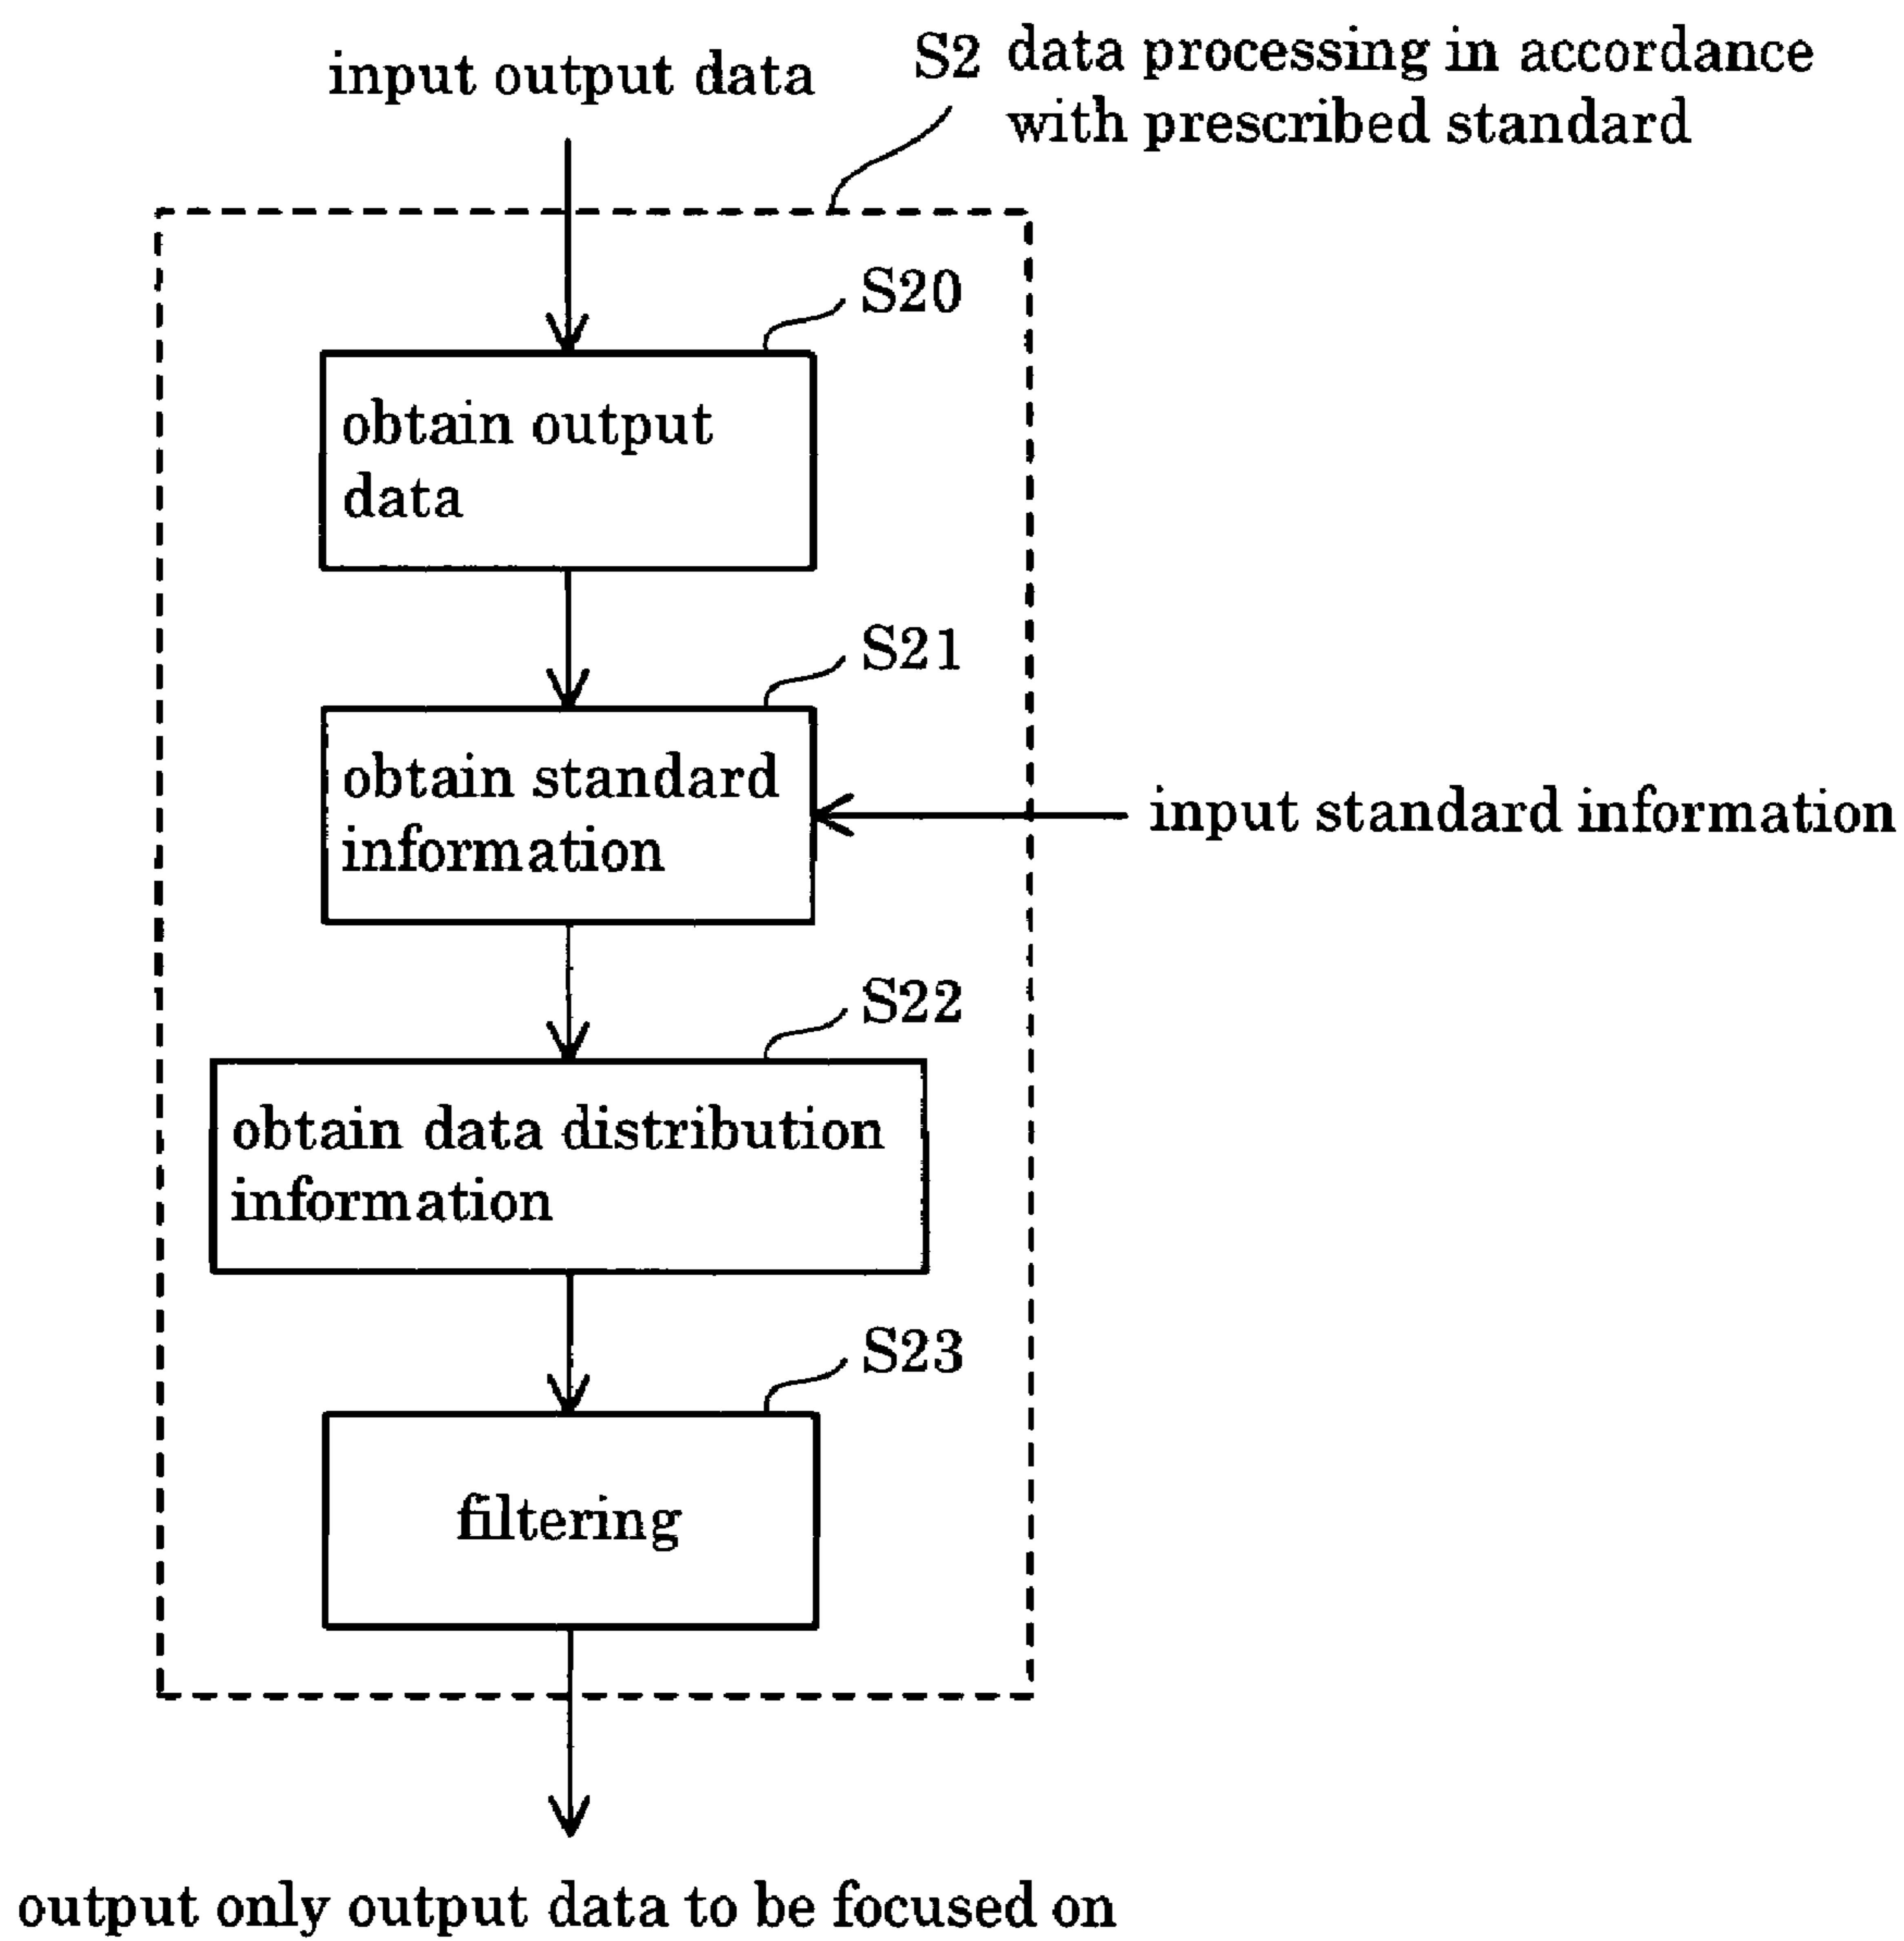 input output data
S2 data processing in accordance
with prescribed standard
S20
obtain output
data
S21
obtain standard
information
input standard information
S22
obtain data distribution
information
S23
filtering
output only output data to be focused on